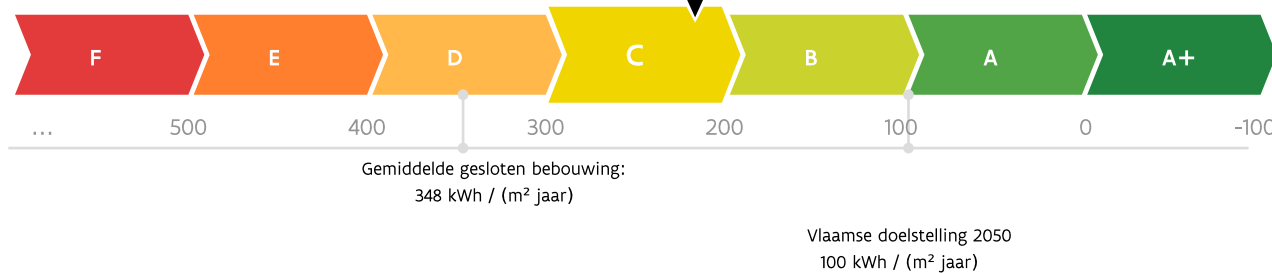 F E D C B A A+
... 500 400 300 200 100 0 -100
Gemiddelde gesloten bebouwing:
348 kWh / (m² jaar)
Vlaamse doelstelling 2050
100 kWh / (m² jaar)